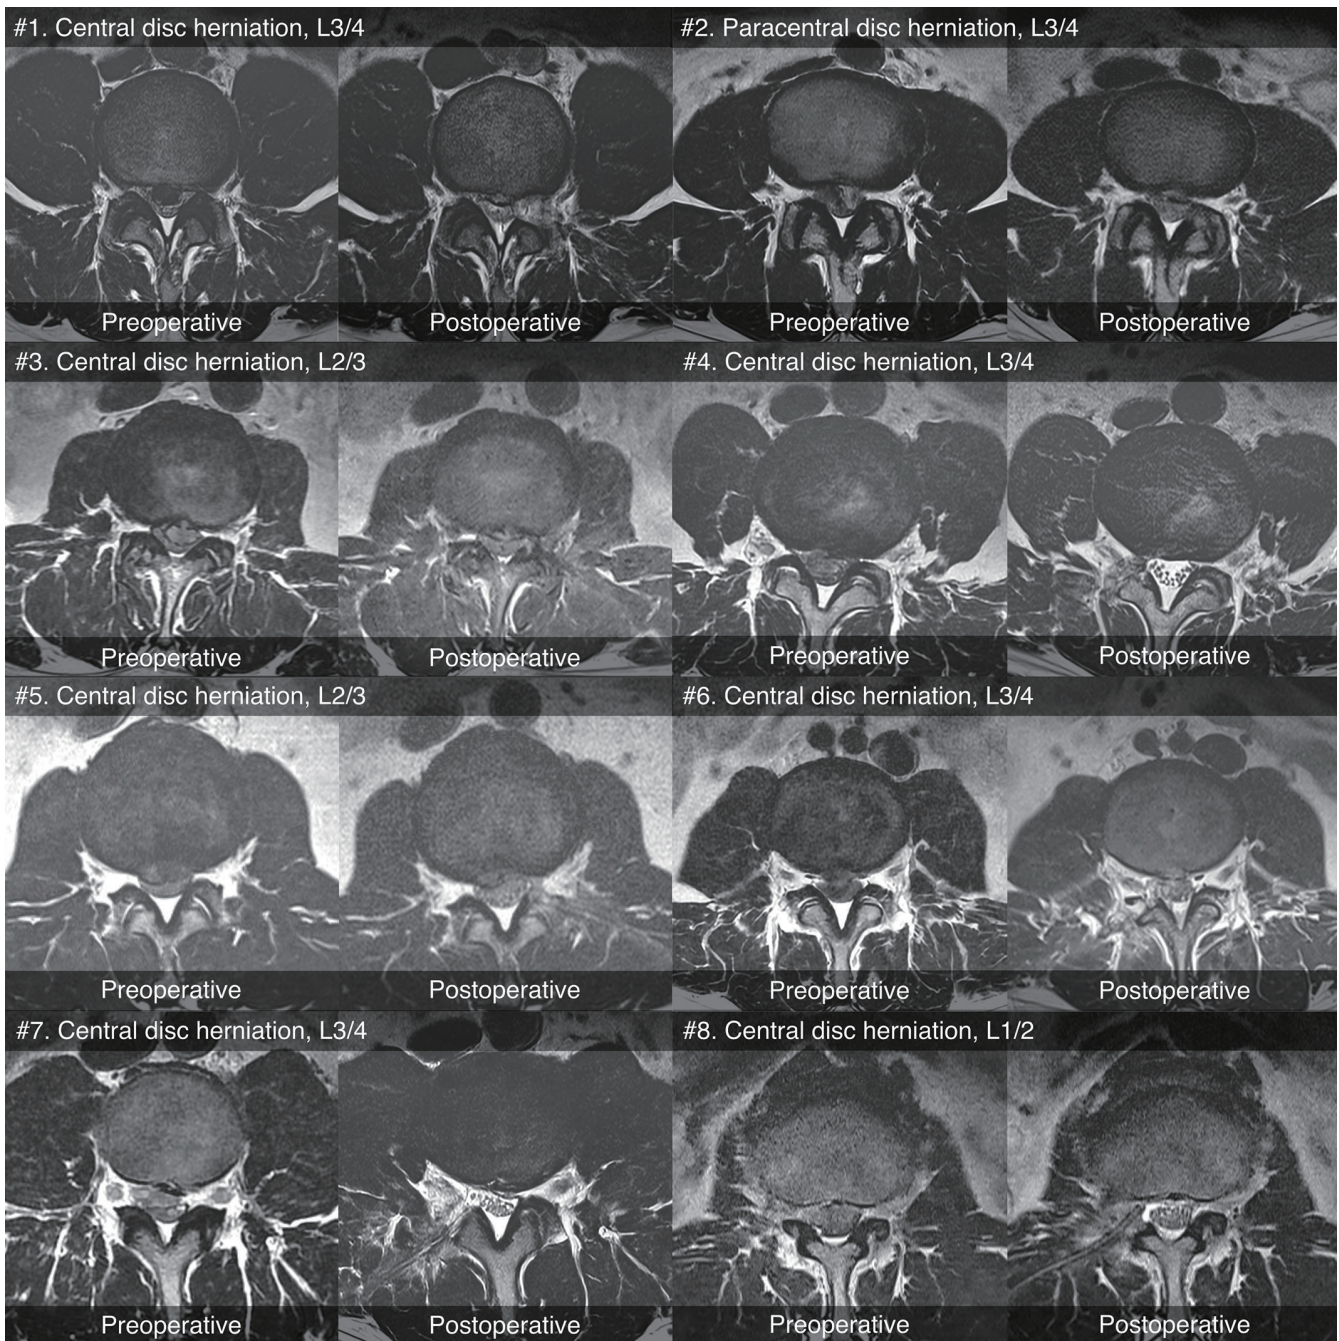 #1. Central disc herniation, L3/4
#2. Paracentral disc herniation, L3/4
Preoperative
Postoperative
Preoperative
Postoperative
#3. Central disc herniation, L2/3
#4. Central disc herniation, L3/4
Preoperative
Postoperative
Preoperative
Postoperative
#5. Central disc herniation, L2/3
#6. Central disc herniation, L3/4
Preoperative
Postoperative
Preoperative
Postoperative
#7. Central disc herniation, L3/4
#8. Central disc herniation, L1/2
Preoperative
Postoperative
Preoperative
Postoperative